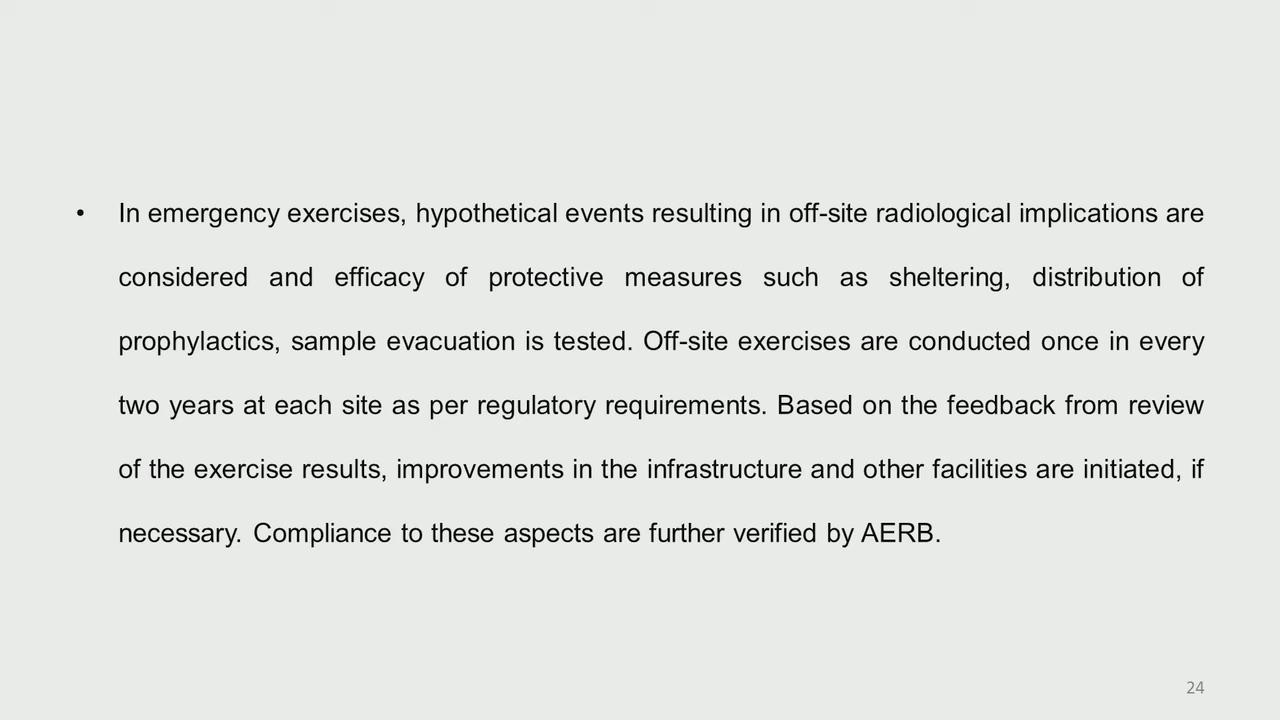 • In emergency exercises, hypothetical events resulting in off-site radiological implications are
considered and efficacy of protective measures such as sheltering, distribution of
prophylactics, sample evacuation is tested. Off-site exercises are conducted once in every
two years at each site as per regulatory requirements. Based on the feedback from review
of the exercise results, improvements in the infrastructure and other facilities are initiated, if
necessary. Compliance to these aspects are further verified by AERB.
24